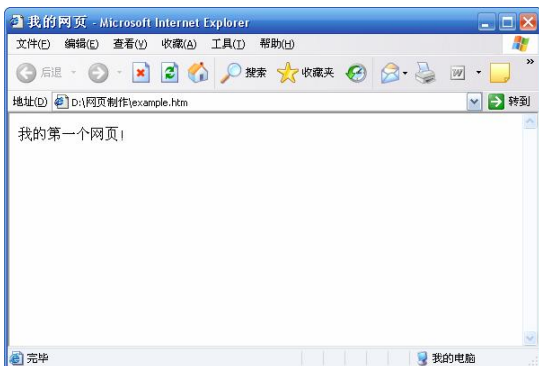 我的网页 - Microsoft Internet Explorer
文件(F) 编辑(E) 查看(V) 收藏(A) 工具(T) 帮助(H)
后退 搜索 收藏夹 W »
地址(D) D:\网页制作\example.htm 转到
我的第一个网页!
完毕 我的电脑